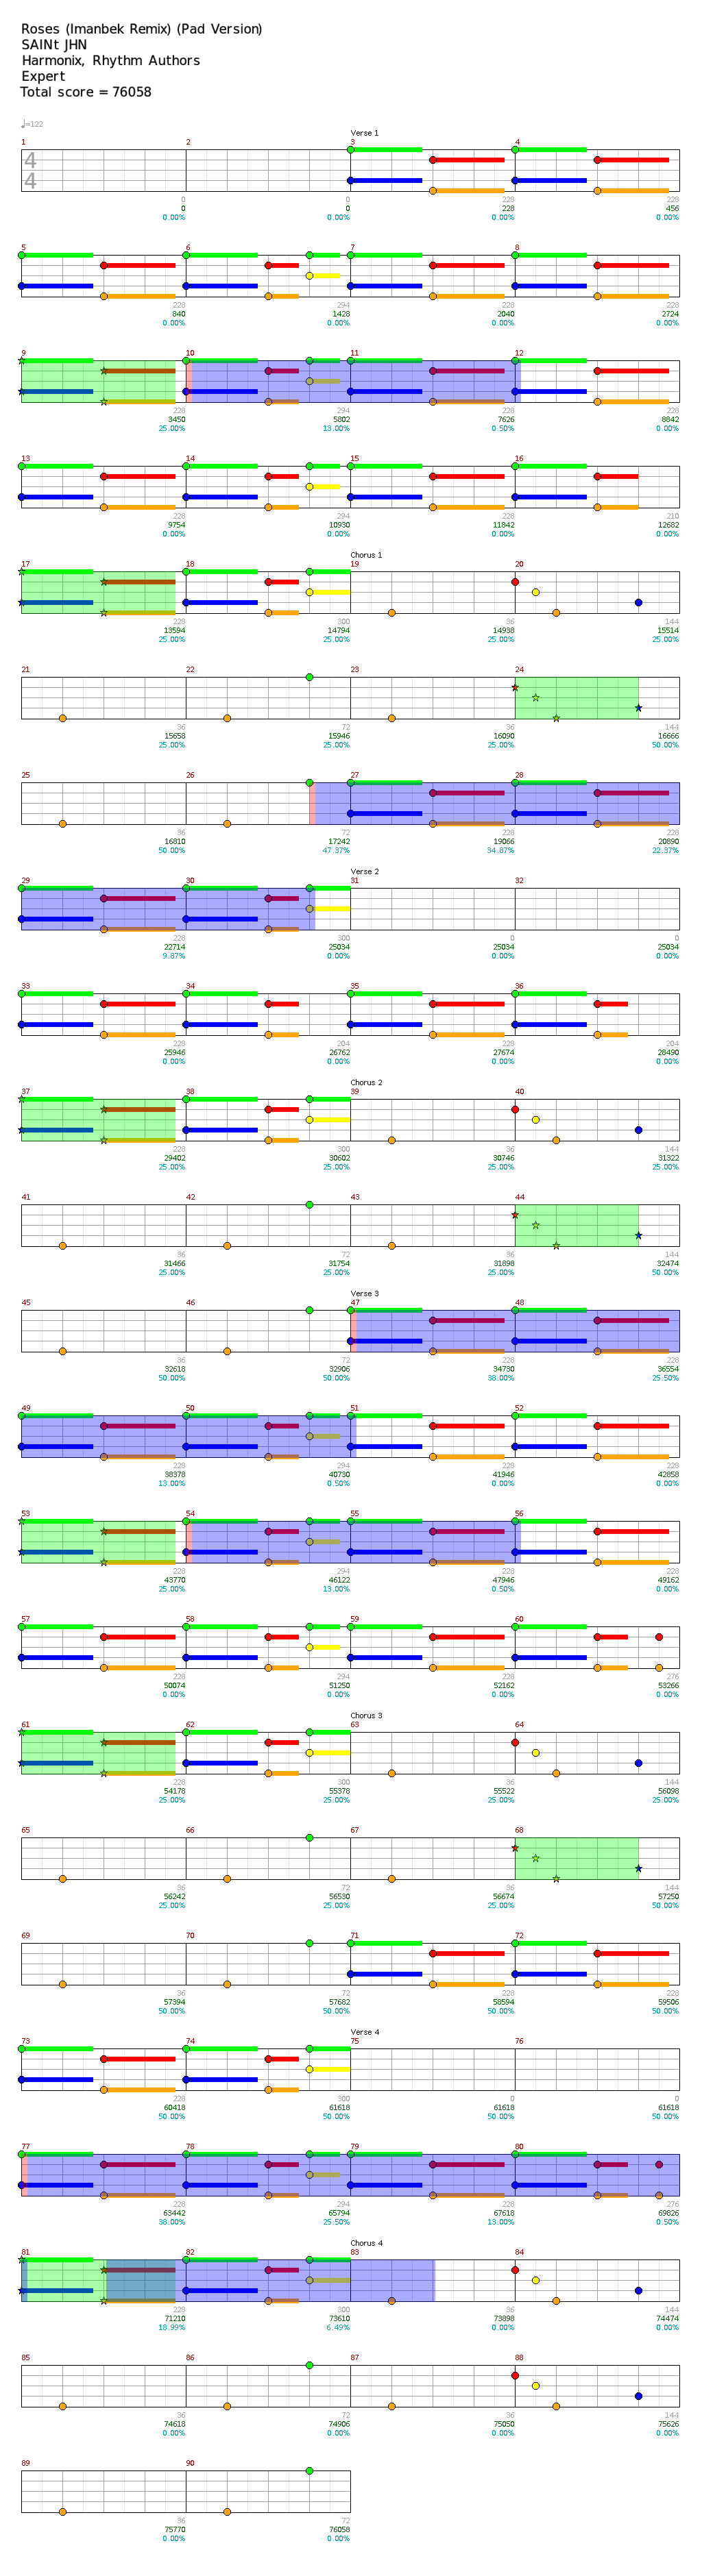 Roses (Imanbek Remix) (Pad Version)
SAINt JHN
Harmonix, Rhythm Authors
Expert
Total score = 76058
♩=122
Verse 1
1 2 3 4
4
4
0 0 228 228
0 0 228 456
0.00% 0.00% 0.00% 0.00%
5 6 7 8
228 294 228 228
840 1428 2040 2724
0.00% 0.00% 0.00% 0.00%
9 10 11 12
228 294 228 228
3450 5802 7626 8842
25.00% 13.00% 0.50% 0.00%
13 14 15 16
228 294 228 210
9754 10930 11842 12682
0.00% 0.00% 0.00% 0.00%
Chorus 1
17 18 19 20
228 300 36 144
13594 14794 14938 15514
25.00% 25.00% 25.00% 25.00%
21 22 23 24
36 72 36 144
15658 15946 16090 16666
25.00% 25.00% 25.00% 50.00%
25 26 27 28
36 72 228 228
16810 17242 19066 20890
50.00% 47.37% 34.87% 22.37%
Verse 2
29 30 31 32
228 300 0 0
22714 25034 25034 25034
9.87% 0.00% 0.00% 0.00%
33 34 35 36
228 204 228 204
25946 26762 27674 28490
0.00% 0.00% 0.00% 0.00%
Chorus 2
37 38 39 40
228 300 36 144
29402 30602 30746 31322
25.00% 25.00% 25.00% 25.00%
41 42 43 44
36 72 36 144
31466 31754 31898 32474
25.00% 25.00% 25.00% 50.00%
Verse 3
45 46 47 48
36 72 228 228
32618 32906 34730 36554
50.00% 50.00% 38.00% 25.50%
49 50 51 52
228 294 228 228
38378 40730 41946 42858
13.00% 0.50% 0.00% 0.00%
53 54 55 56
228 294 228 228
43770 46122 47946 49162
25.00% 13.00% 0.50% 0.00%
57 58 59 60
228 294 228 276
50074 51250 52162 53266
0.00% 0.00% 0.00% 0.00%
Chorus 3
61 62 63 64
228 300 36 144
54178 55378 55522 56098
25.00% 25.00% 25.00% 25.00%
65 66 67 68
36 72 36 144
56242 56530 56674 57250
25.00% 25.00% 25.00% 50.00%
69 70 71 72
36 72 228 228
57394 57682 58594 59506
50.00% 50.00% 50.00% 50.00%
Verse 4
73 74 75 76
228 300 0 0
60418 61618 61618 61618
50.00% 50.00% 50.00% 50.00%
77 78 79 80
228 294 228 276
63442 65794 67618 69826
38.00% 25.50% 13.00% 0.50%
Chorus 4
81 82 83 84
228 300 36 144
71210 73610 73898 74474
18.99% 6.49% 0.00% 0.00%
85 86 87 88
36 72 36 144
74618 74906 75050 75626
0.00% 0.00% 0.00% 0.00%
89 90
36 72
75770 76058
0.00% 0.00%